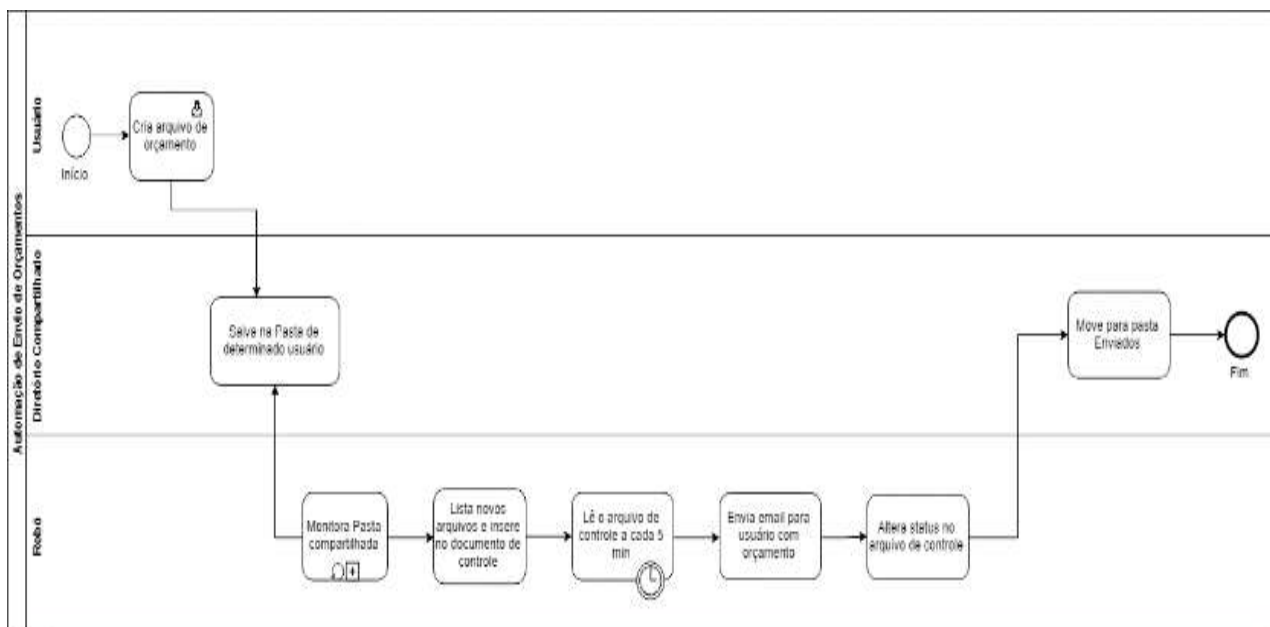 Automação de Envio de Orçamentos
Usuário
Início
Cria arquivo de
orçamento
Diretório Compartilhado
Salva na Pasta de
determinado usuário
Move para pasta
Enviados
Fim
Robô
Monitora Pasta
compartilhada
Lista novos
arquivos e insere
no documento de
controle
Lê o arquivo de
controle a cada 5
min
Envia email para
usuário com
orçamento
Altera status no
arquivo de controle